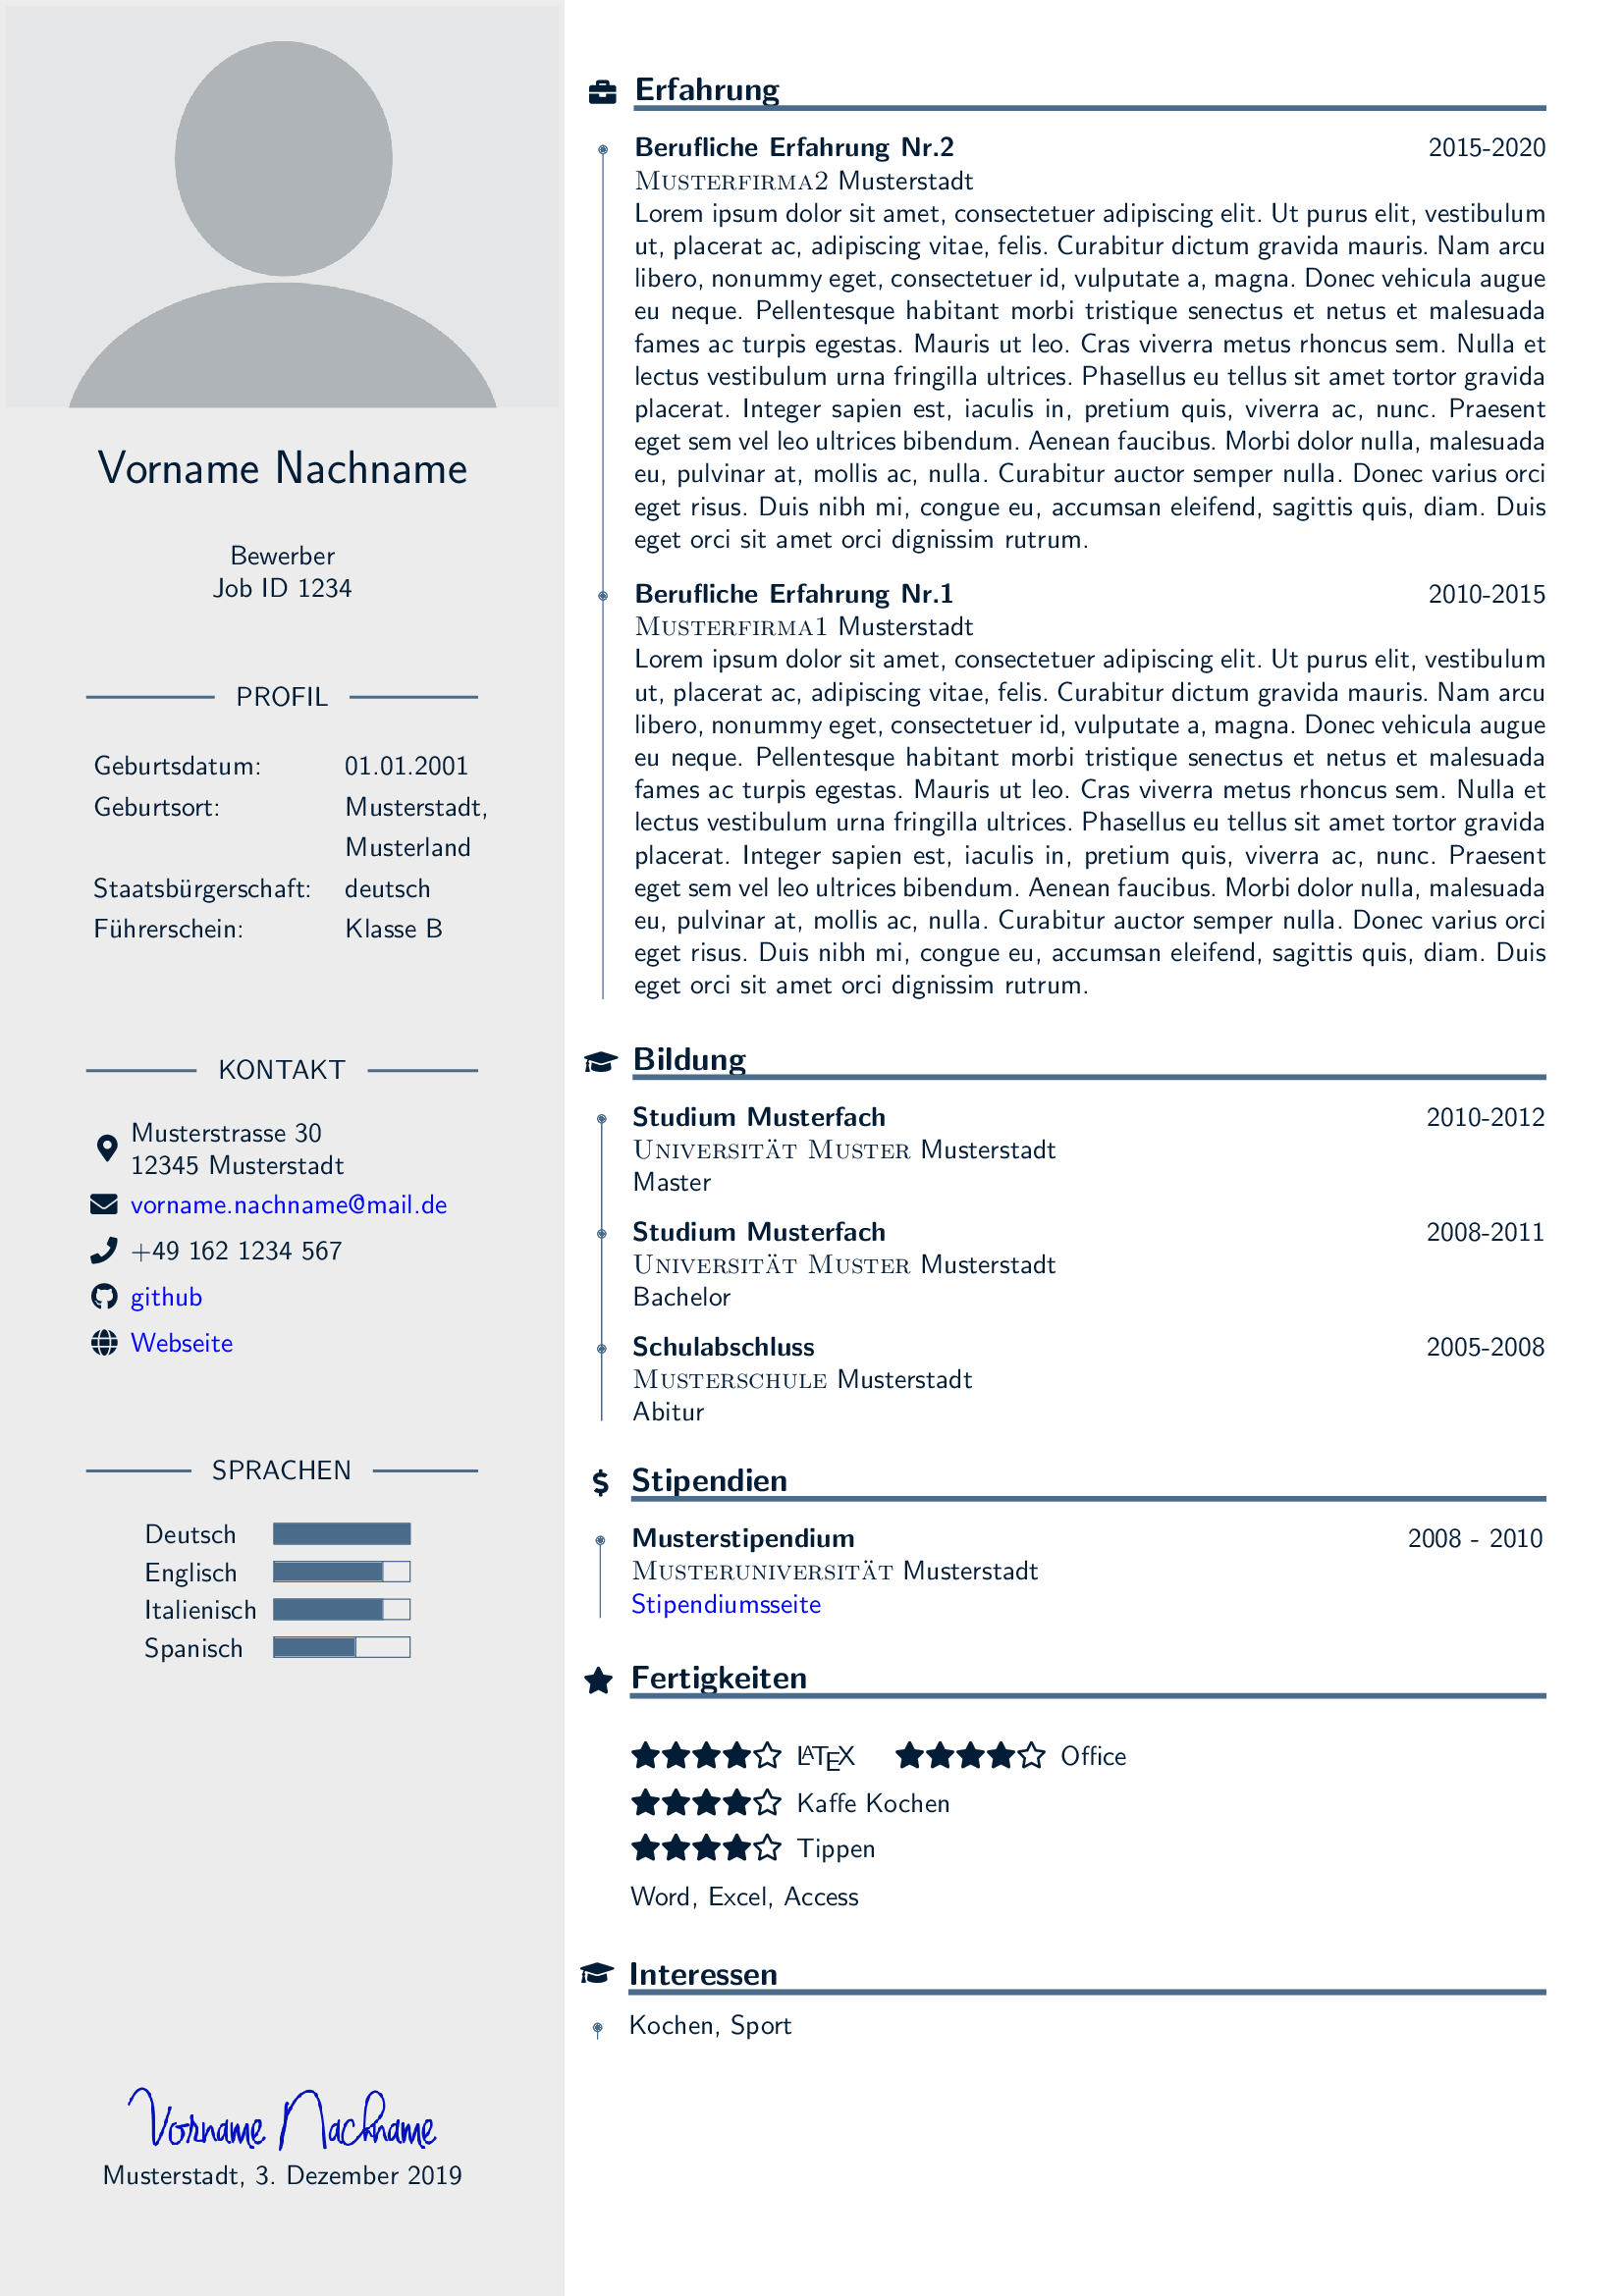 Vorname Nachname
Bewerber
Job ID 1234
PROFIL
Geburtsdatum: 01.01.2001
Geburtsort: Musterstadt,
Musterland
Staatsbürgerschaft: deutsch
Führerschein: Klasse B
KONTAKT
Musterstrasse 30
12345 Musterstadt
vorname.nachname@mail.de
+49 162 1234 567
github
Webseite
SPRACHEN
Deutsch
Englisch
Italienisch
Spanisch
Vorname Nachname
Musterstadt, 3. Dezember 2019
Erfahrung
Berufliche Erfahrung Nr.2 2015-2020
Musterfirma2 Musterstadt
Lorem ipsum dolor sit amet, consectetuer adipiscing elit. Ut purus elit, vestibulum
ut, placerat ac, adipiscing vitae, felis. Curabitur dictum gravida mauris. Nam arcu
libero, nonummy eget, consectetuer id, vulputate a, magna. Donec vehicula augue
eu neque. Pellentesque habitant morbi tristique senectus et netus et malesuada
fames ac turpis egestas. Mauris ut leo. Cras viverra metus rhoncus sem. Nulla et
lectus vestibulum urna fringilla ultrices. Phasellus eu tellus sit amet tortor gravida
placerat. Integer sapien est, iaculis in, pretium quis, viverra ac, nunc. Praesent
eget sem vel leo ultrices bibendum. Aenean faucibus. Morbi dolor nulla, malesuada
eu, pulvinar at, mollis ac, nulla. Curabitur auctor semper nulla. Donec varius orci
eget risus. Duis nibh mi, congue eu, accumsan eleifend, sagittis quis, diam. Duis
eget orci sit amet orci dignissim rutrum.
Berufliche Erfahrung Nr.1 2010-2015
Musterfirma1 Musterstadt
Lorem ipsum dolor sit amet, consectetuer adipiscing elit. Ut purus elit, vestibulum
ut, placerat ac, adipiscing vitae, felis. Curabitur dictum gravida mauris. Nam arcu
libero, nonummy eget, consectetuer id, vulputate a, magna. Donec vehicula augue
eu neque. Pellentesque habitant morbi tristique senectus et netus et malesuada
fames ac turpis egestas. Mauris ut leo. Cras viverra metus rhoncus sem. Nulla et
lectus vestibulum urna fringilla ultrices. Phasellus eu tellus sit amet tortor gravida
placerat. Integer sapien est, iaculis in, pretium quis, viverra ac, nunc. Praesent
eget sem vel leo ultrices bibendum. Aenean faucibus. Morbi dolor nulla, malesuada
eu, pulvinar at, mollis ac, nulla. Curabitur auctor semper nulla. Donec varius orci
eget risus. Duis nibh mi, congue eu, accumsan eleifend, sagittis quis, diam. Duis
eget orci sit amet orci dignissim rutrum.
Bildung
Studium Musterfach 2010-2012
Universität Muster Musterstadt
Master
Studium Musterfach 2008-2011
Universität Muster Musterstadt
Bachelor
Schulabschluss 2005-2008
Musterschule Musterstadt
Abitur
Stipendien
Musterstipendium 2008 - 2010
Musteruniversität Musterstadt
Stipendiumsseite
Fertigkeiten
LATEX Office
Kaffe Kochen
Tippen
Word, Excel, Access
Interessen
Kochen, Sport